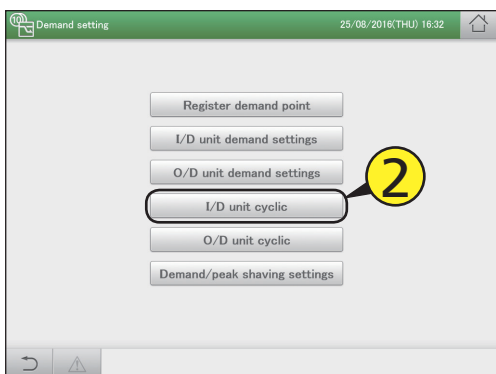 Demand setting 25/08/2016(THU) 16:32
Register demand point
I/D unit demand settings
O/D unit demand settings
I/D unit cyclic
2
O/D unit cyclic
Demand/peak shaving settings